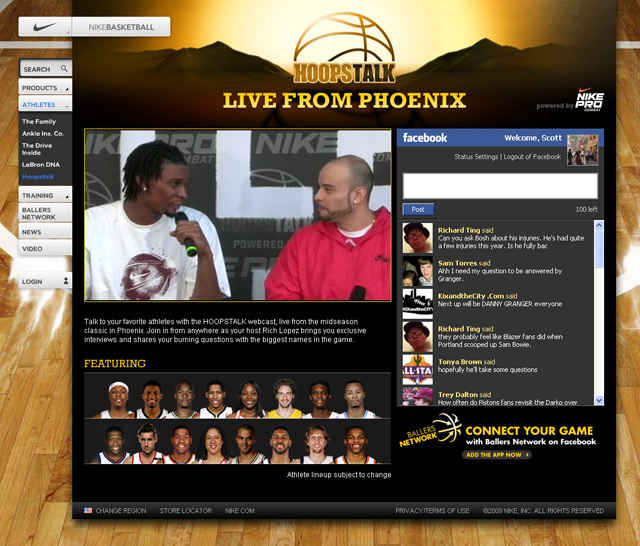 NIKEBASKETBALL
SEARCH
PRODUCTS
ATHLETES
The Family
Ankle Ins. Co.
The Drive
Inside
LeBron DNA
Hoopstalk
TRAINING
BALLERS
NETWORK
NEWS
VIDEO
LOGIN
HOOPSTALK
LIVE FROM PHOENIX
powered by NIKE
PRO
COMBAT
NIKE PRO
COMBAT
HOOPSTALK
POWERED
Talk to your favorite athletes with the HOOPSTALK webcast, live from the midseason
classic in Phoenix. Join in from anywhere as your host Rich Lopez brings you exclusive
interviews and shares your burning questions with the biggest names in the game.
FEATURING
Athlete lineup subject to change
facebook
Welcome, Scott
Status Settings | Logout of Facebook
Post
100 left
Richard Ting said
Can you ask Bosh about his injuries. He's had quite
a few injuries this year. Is he fully bac
Sam Torres said
Ahh I need my question to be answered by
Granger.
KixandtheCity .Com said
Next up will be DANNY GRANGER everyone
Richard Ting said
they probably feel like Blazer fans did when
Portland scooped up Sam Bowie.
Tonya Brown said
hopefully he'll take some questions
Trey Dalton said
How often do Pistons fans revisit the Darko over
BALLERS
NETWORK
CONNECT YOUR GAME
with Ballers Network on Facebook
ADD THE APP NOW
CHANGE REGION
STORE LOCATOR
NIKE.COM
PRIVACY/TERMS OF USE
©2009 NIKE, INC. ALL RIGHTS RESERVED